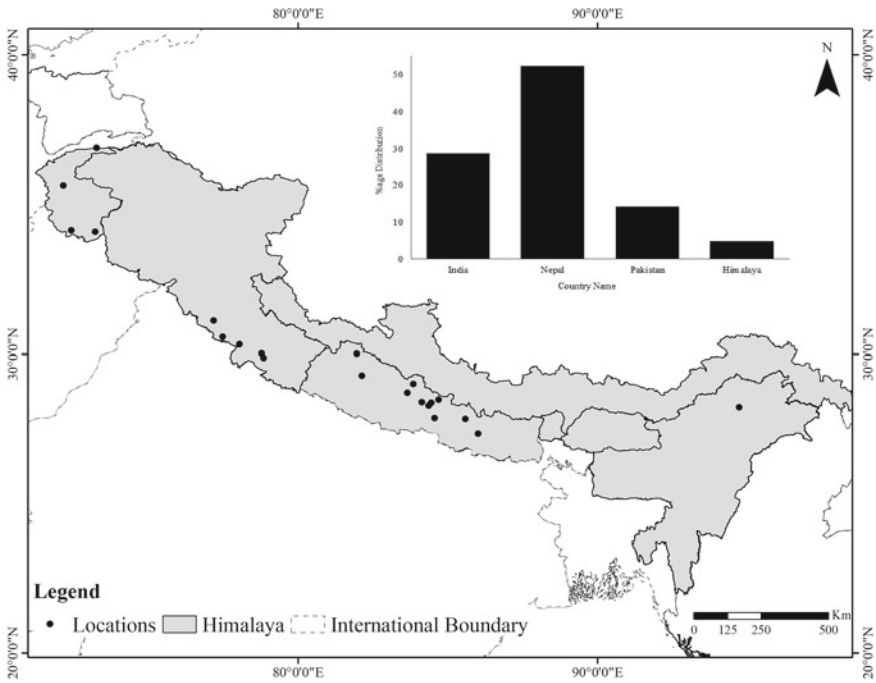 80°0'0"E 90°0'0"E
40°0'0"N 40°0'0"N
N
50
40
30
20
10
0
%age Distribution
India Nepal Pakistan Himalaya
Country Name
30°0'0"N 30°0'0"N
Legend
Locations Himalaya International Boundary
Km
0 125 250 500
20°0'0"N 20°0'0"N
80°0'0"E 90°0'0"E